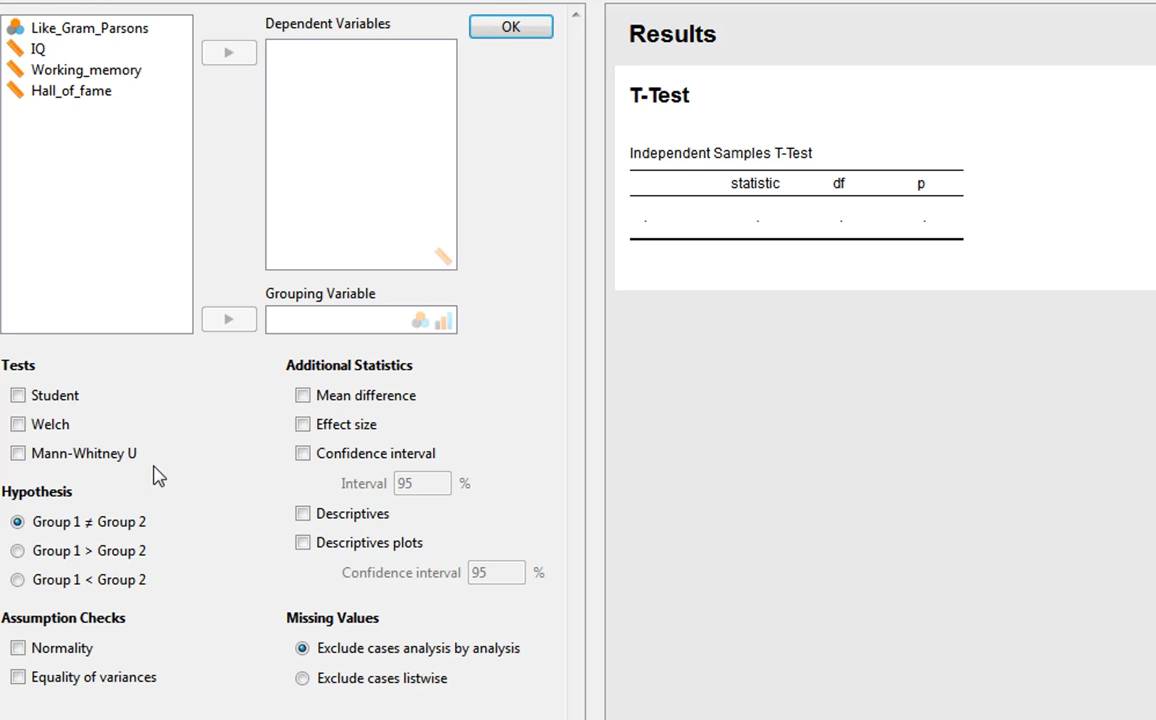 Like_Gram_Parsons
IQ
Working_memory
Hall_of_fame
Dependent Variables
OK
Grouping Variable
Tests
Student
Welch
Mann-Whitney U
Hypothesis
Group 1 ≠ Group 2
Group 1 > Group 2
Group 1 < Group 2
Assumption Checks
Normality
Equality of variances
Additional Statistics
Mean difference
Effect size
Confidence interval
Interval 95 %
Descriptives
Descriptives plots
Confidence interval 95 %
Missing Values
Exclude cases analysis by analysis
Exclude cases listwise
Results
T-Test
Independent Samples T-Test
statistic df p
. . . .